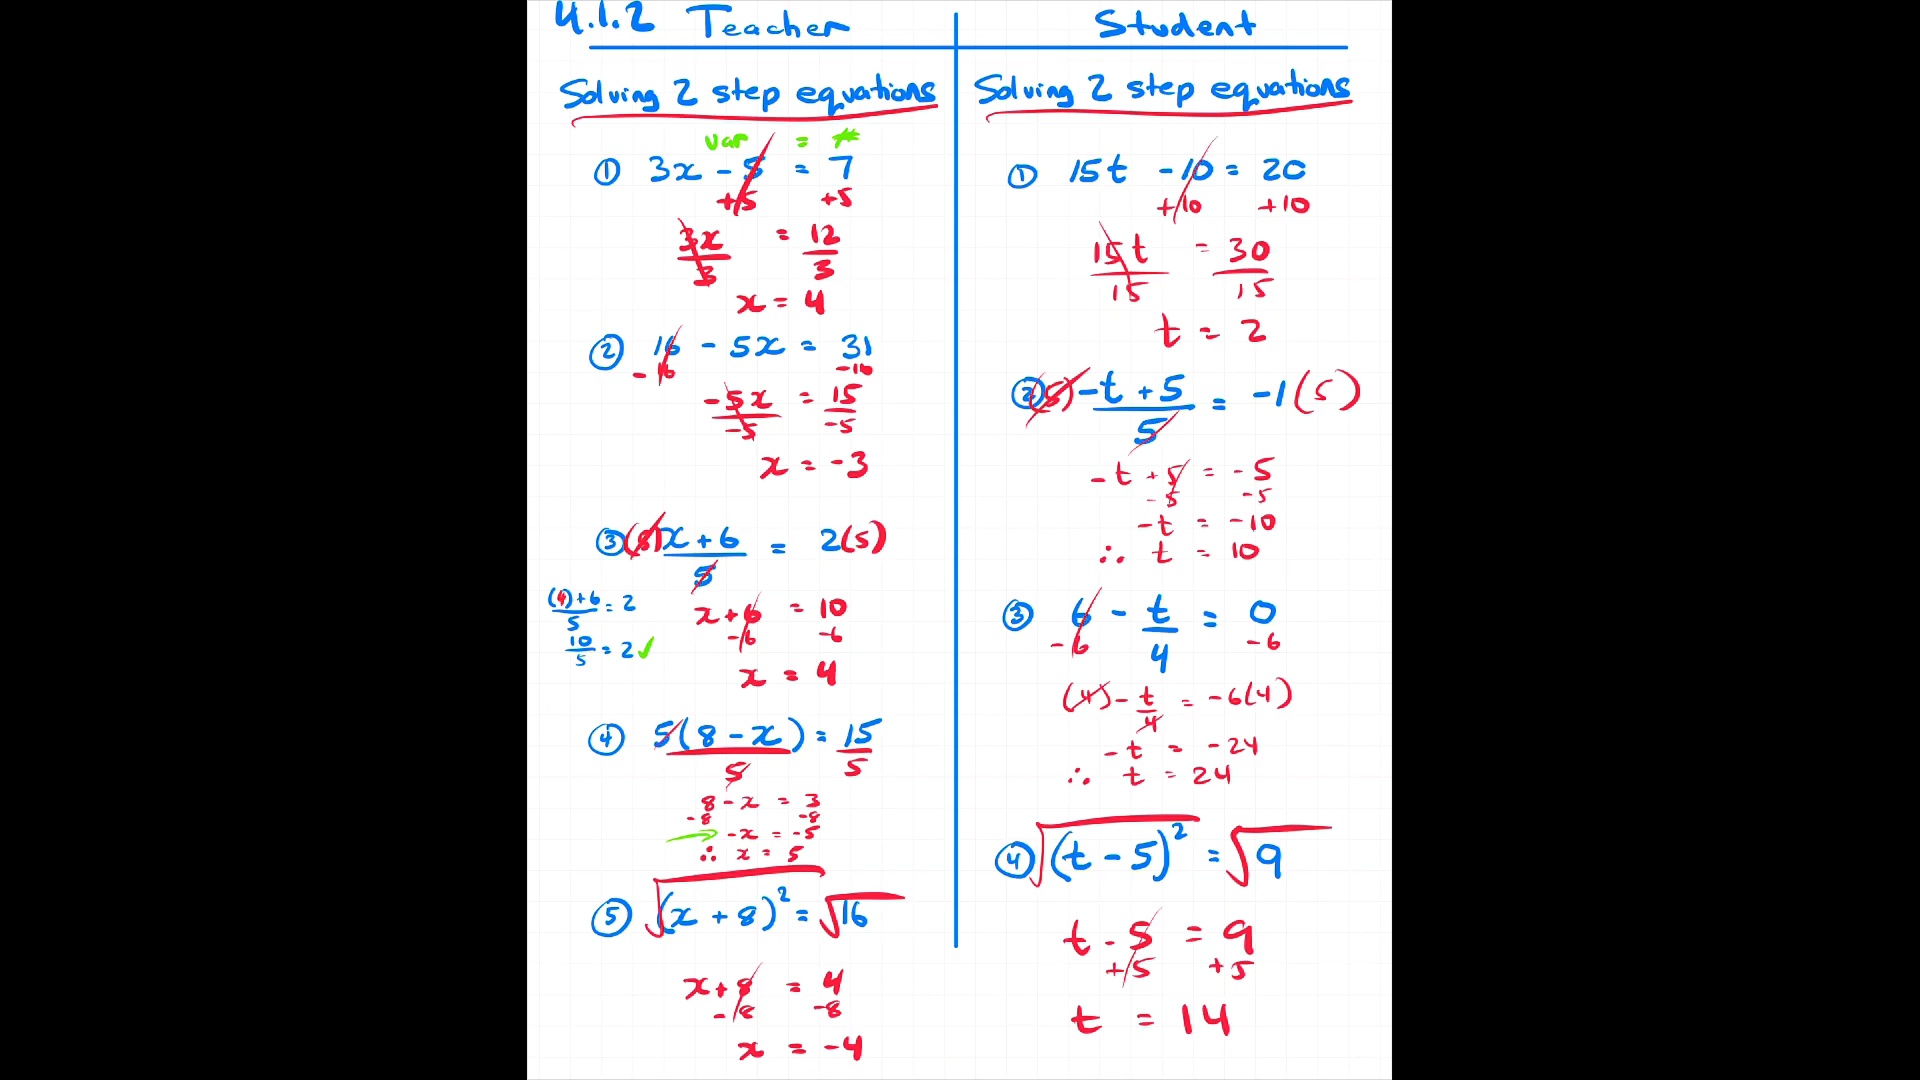 4.1.2 Teacher
Solving 2 step equations
var = #
① 3x - 5 = 7
+5 +5
3x = 12
3 3
x = 4
② 16 - 5x = 31
-16 -16
-5x = 15
-5 -5
x = -3
③ (5) x + 6 = 2(5)
5
(4)+6 = 2
5
10 = 2 ✓
5
x + 6 = 10
-6 -6
x = 4
④ 5(8 - x) = 15
5 5
8 - x = 3
-8 -8
-x = -5
∴ x = 5
⑤ √(x + 8)² = √16
x + 8 = 4
-8 -8
x = -4
Student
Solving 2 step equations
① 15t - 10 = 20
+10 +10
15t = 30
15 15
t = 2
② (5) -t + 5 = -1(5)
5
-t + 5 = -5
-5 -5
-t = -10
∴ t = 10
③ 6 - t = 0
4
-6 -6
(4) - t = -6(4)
4
-t = -24
∴ t = 24
④ √(t - 5)² = √9
t - 5 = 9
+5 +5
t = 14